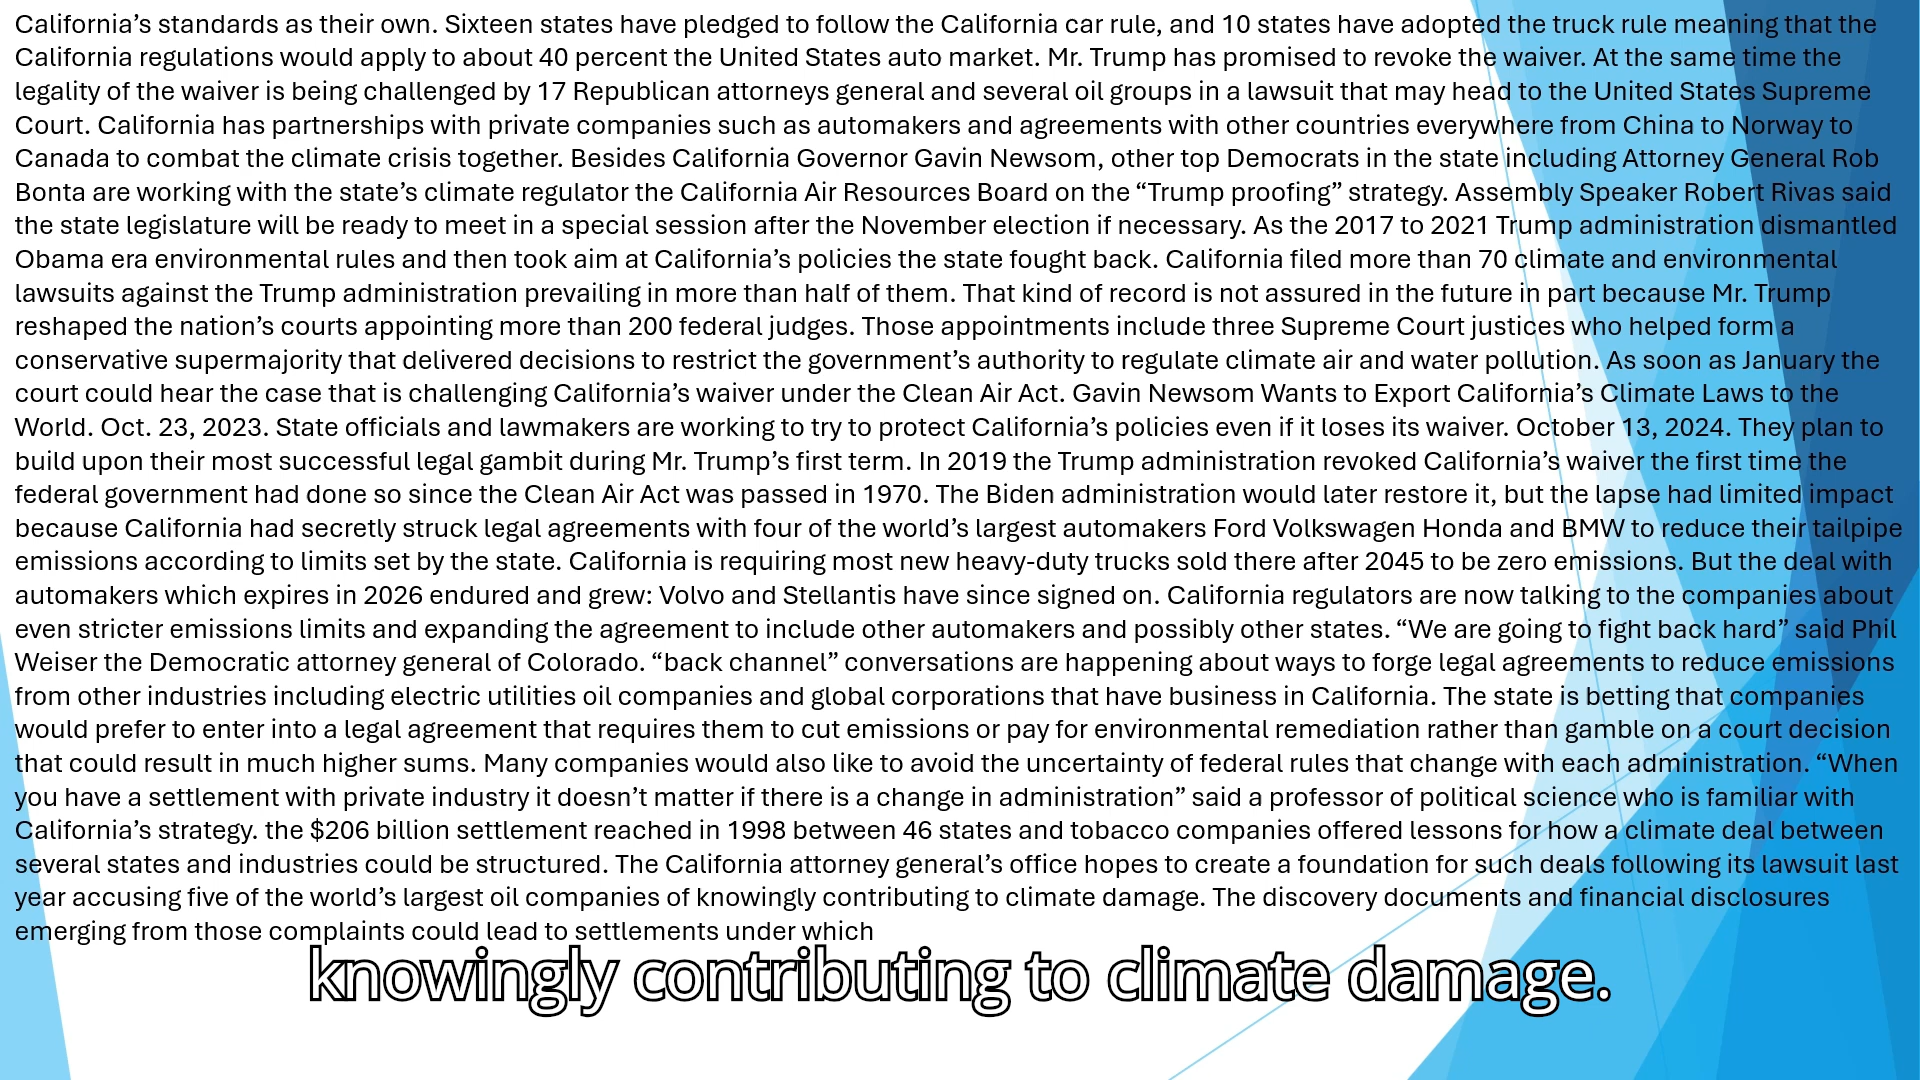 California’s standards as their own. Sixteen states have pledged to follow the California car rule, and 10 states have adopted the truck rule meaning that the
California regulations would apply to about 40 percent the United States auto market. Mr. Trump has promised to revoke the waiver. At the same time the
legality of the waiver is being challenged by 17 Republican attorneys general and several oil groups in a lawsuit that may head to the United States Supreme
Court. California has partnerships with private companies such as automakers and agreements with other countries everywhere from China to Norway to
Canada to combat the climate crisis together. Besides California Governor Gavin Newsom, other top Democrats in the state including Attorney General Rob
Bonta are working with the state’s climate regulator the California Air Resources Board on the “Trump proofing” strategy. Assembly Speaker Robert Rivas said
the state legislature will be ready to meet in a special session after the November election if necessary. As the 2017 to 2021 Trump administration dismantled
Obama era environmental rules and then took aim at California’s policies the state fought back. California filed more than 70 climate and environmental
lawsuits against the Trump administration prevailing in more than half of them. That kind of record is not assured in the future in part because Mr. Trump
reshaped the nation’s courts appointing more than 200 federal judges. Those appointments include three Supreme Court justices who helped form a
conservative supermajority that delivered decisions to restrict the government’s authority to regulate climate air and water pollution. As soon as January the
court could hear the case that is challenging California’s waiver under the Clean Air Act. Gavin Newsom Wants to Export California’s Climate Laws to the
World. Oct. 23, 2023. State officials and lawmakers are working to try to protect California’s policies even if it loses its waiver. October 13, 2024. They plan to
build upon their most successful legal gambit during Mr. Trump’s first term. In 2019 the Trump administration revoked California’s waiver the first time the
federal government had done so since the Clean Air Act was passed in 1970. The Biden administration would later restore it, but the lapse had limited impact
because California had secretly struck legal agreements with four of the world’s largest automakers Ford Volkswagen Honda and BMW to reduce their tailpipe
emissions according to limits set by the state. California is requiring most new heavy-duty trucks sold there after 2045 to be zero emissions. But the deal with
automakers which expires in 2026 endured and grew: Volvo and Stellantis have since signed on. California regulators are now talking to the companies about
even stricter emissions limits and expanding the agreement to include other automakers and possibly other states. “We are going to fight back hard” said Phil
Weiser the Democratic attorney general of Colorado. “back channel” conversations are happening about ways to forge legal agreements to reduce emissions
from other industries including electric utilities oil companies and global corporations that have business in California. The state is betting that companies
would prefer to enter into a legal agreement that requires them to cut emissions or pay for environmental remediation rather than gamble on a court decision
that could result in much higher sums. Many companies would also like to avoid the uncertainty of federal rules that change with each administration. “When
you have a settlement with private industry it doesn’t matter if there is a change in administration” said a professor of political science who is familiar with
California’s strategy. the $206 billion settlement reached in 1998 between 46 states and tobacco companies offered lessons for how a climate deal between
several states and industries could be structured. The California attorney general’s office hopes to create a foundation for such deals following its lawsuit last
year accusing five of the world’s largest oil companies of knowingly contributing to climate damage. The discovery documents and financial disclosures
emerging from those complaints could lead to settlements under which
knowingly contributing to climate damage.